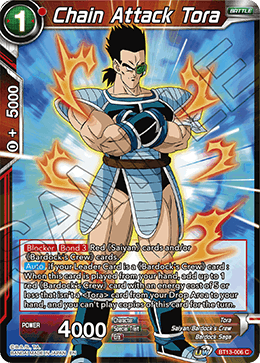 1
Chain Attack Tora
BATTLE
+ 5000
Blocker Bond 3 Red 《Saiyan》 cards and/or
《Bardock's Crew》 cards.
Auto If your Leader Card is a 《Bardock's Crew》 card :
When this card is played from your hand, add up to 1
red 《Bardock's Crew》 card with an energy cost of 5 or
less that isn't a <Tora> card from your Drop Area to your
hand, and you can't play copies of this card for the turn.
POWER
4000
Character
Tora
Special Trait
Saiyan/Bardock's Crew
Era
BT13-006 C